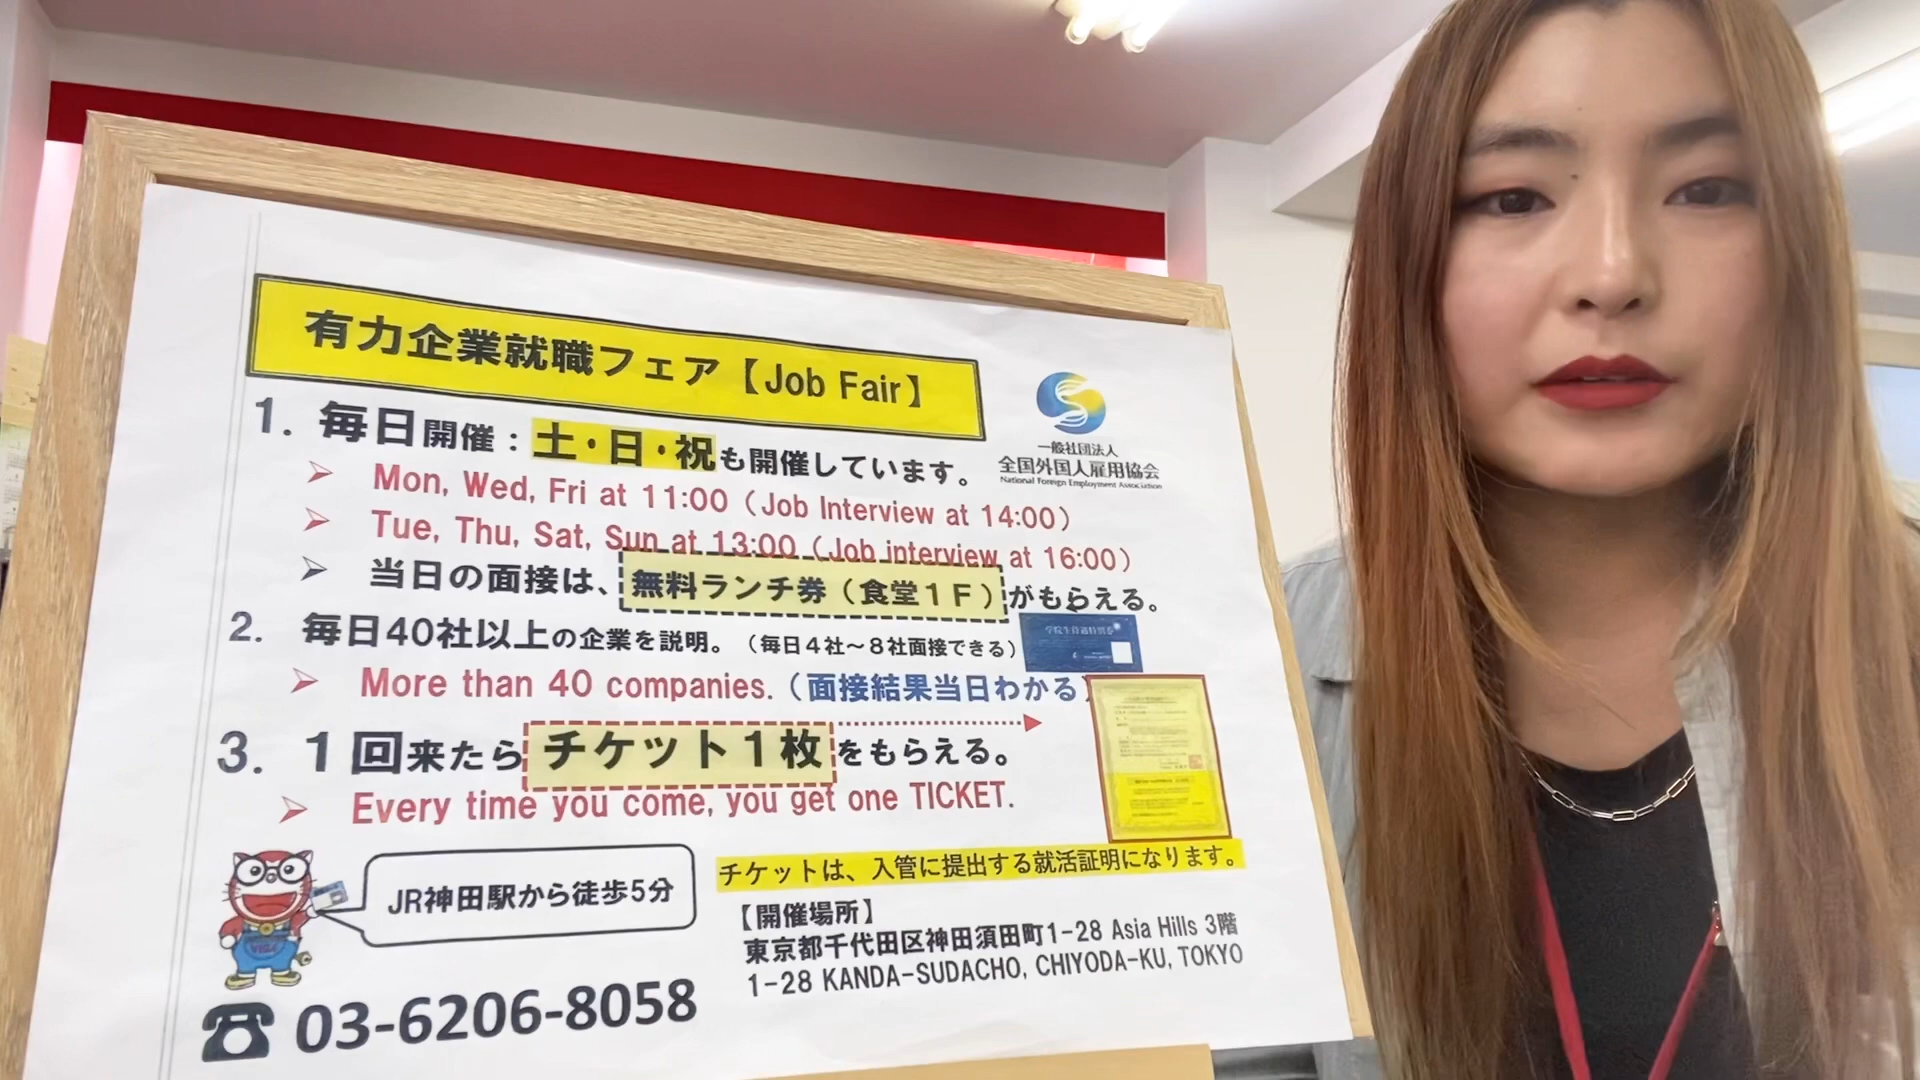 有力企業就職フェア【Job Fair】
一般社団法人
全国外国人雇用協会
National Foreign Employment Association
1. 毎日開催：土・日・祝も開催しています。
➢ Mon, Wed, Fri at 11:00（Job Interview at 14:00）
➢ Tue, Thu, Sat, Sun at 13:00（Job interview at 16:00）
➢ 当日の面接は、無料ランチ券（食堂１Ｆ）がもらえる。
2. 毎日40社以上の企業を説明。（毎日４社～８社面接できる）
➢ More than 40 companies.（面接結果当日わかる）
3. １回来たらチケット１枚をもらえる。
➢ Every time you come, you get one TICKET.
JR神田駅から徒歩5分
チケットは、入管に提出する就活証明になります。
【開催場所】
東京都千代田区神田須田町1-28 Asia Hills 3階
1-28 KANDA-SUDACHO, CHIYODA-KU, TOKYO
☎ 03-6206-8058